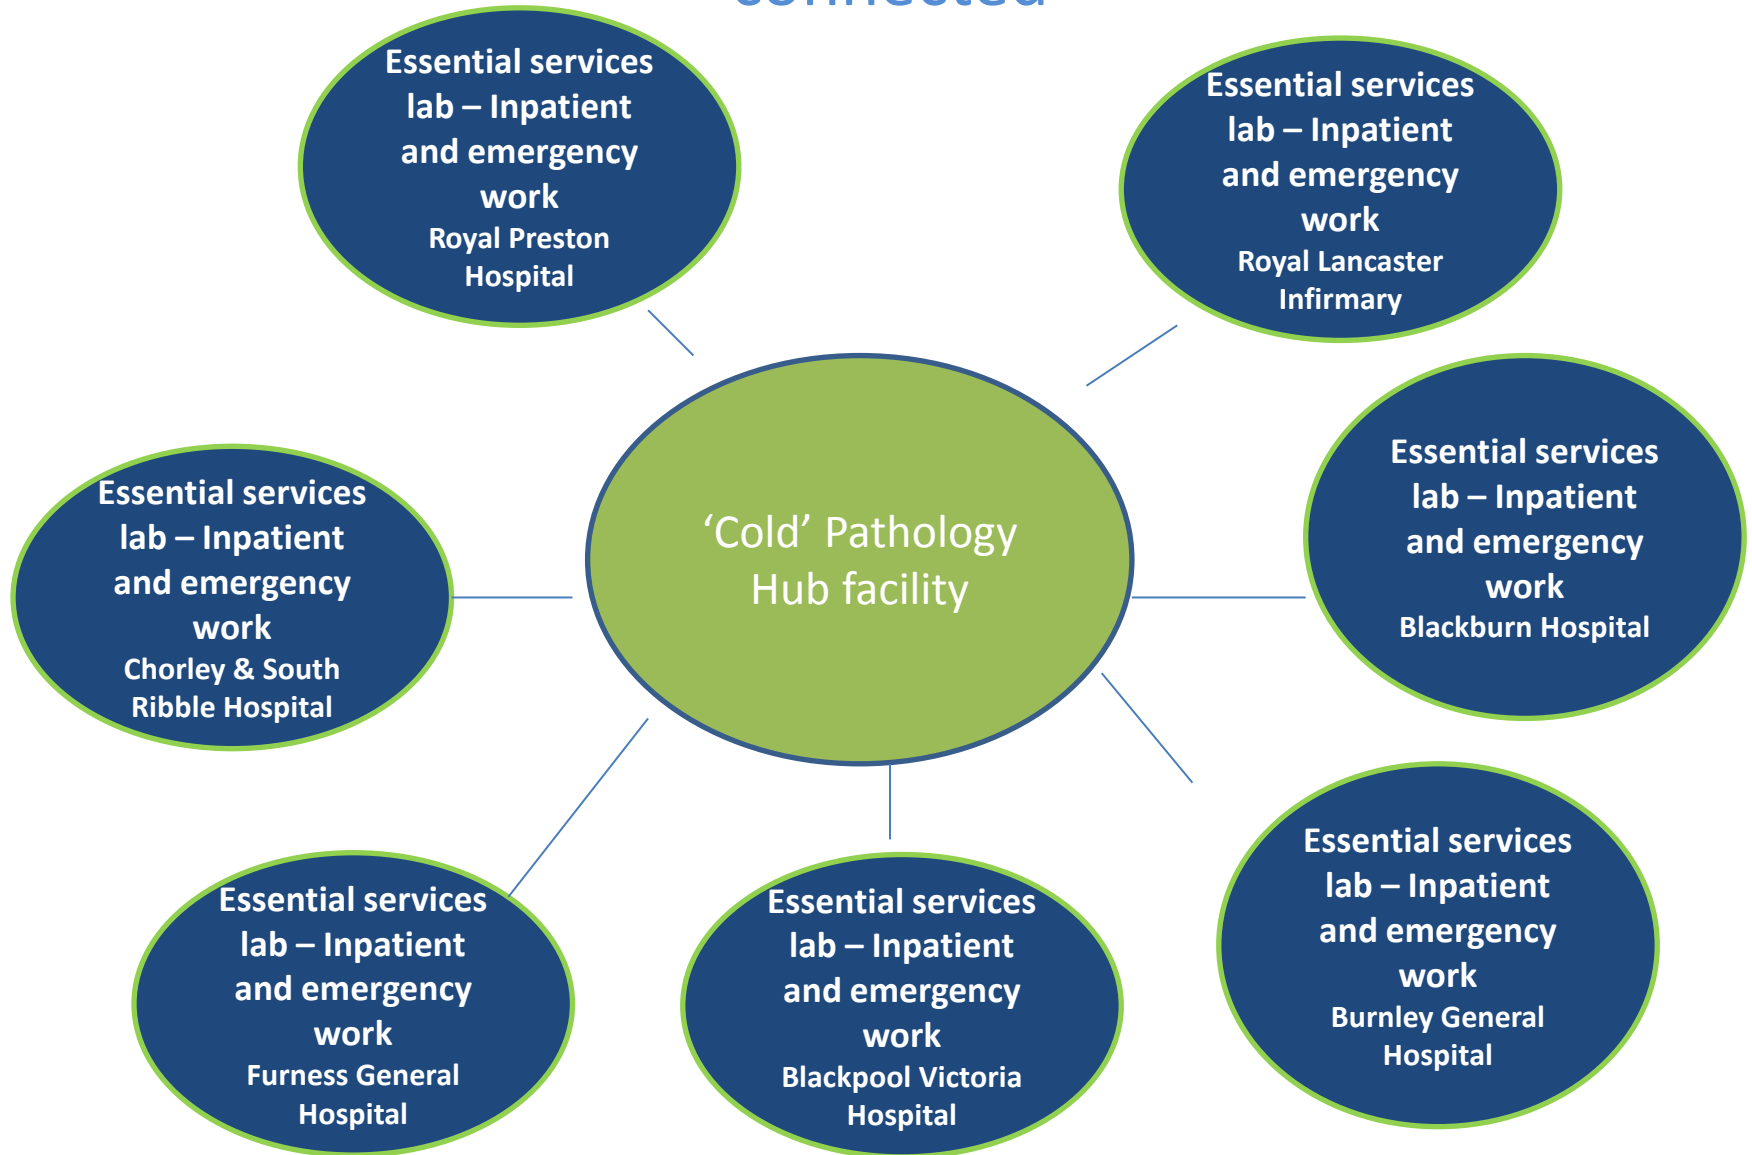 connected
Essential services
lab – Inpatient
and emergency
work
Royal Preston
Hospital
Essential services
lab – Inpatient
and emergency
work
Royal Lancaster
Infirmary
Essential services
lab – Inpatient
and emergency
work
Chorley & South
Ribble Hospital
‘Cold’ Pathology
Hub facility
Essential services
lab – Inpatient
and emergency
work
Blackburn Hospital
Essential services
lab – Inpatient
and emergency
work
Furness General
Hospital
Essential services
lab – Inpatient
and emergency
work
Blackpool Victoria
Hospital
Essential services
lab – Inpatient
and emergency
work
Burnley General
Hospital